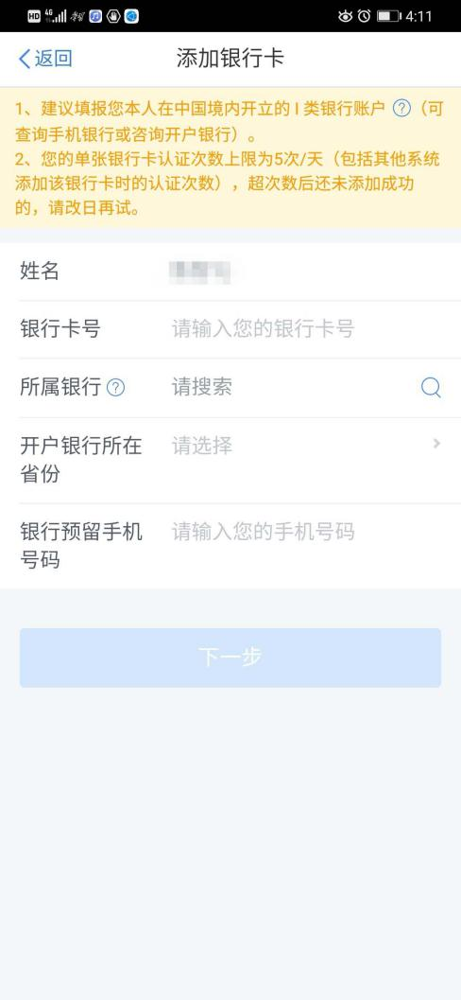 HD 4G 4:11
返回 添加银行卡
1、建议填报您本人在中国境内开立的 I 类银行账户 ?（可
查询手机银行或咨询开户银行）。
2、您的单张银行卡认证次数上限为5次/天（包括其他系统
添加该银行卡时的认证次数），超次数后还未添加成功
的，请改日再试。
姓名
银行卡号 请输入您的银行卡号
所属银行 ? 请搜索
开户银行所在 请选择
省份
银行预留手机 请输入您的手机号码
号码
下一步